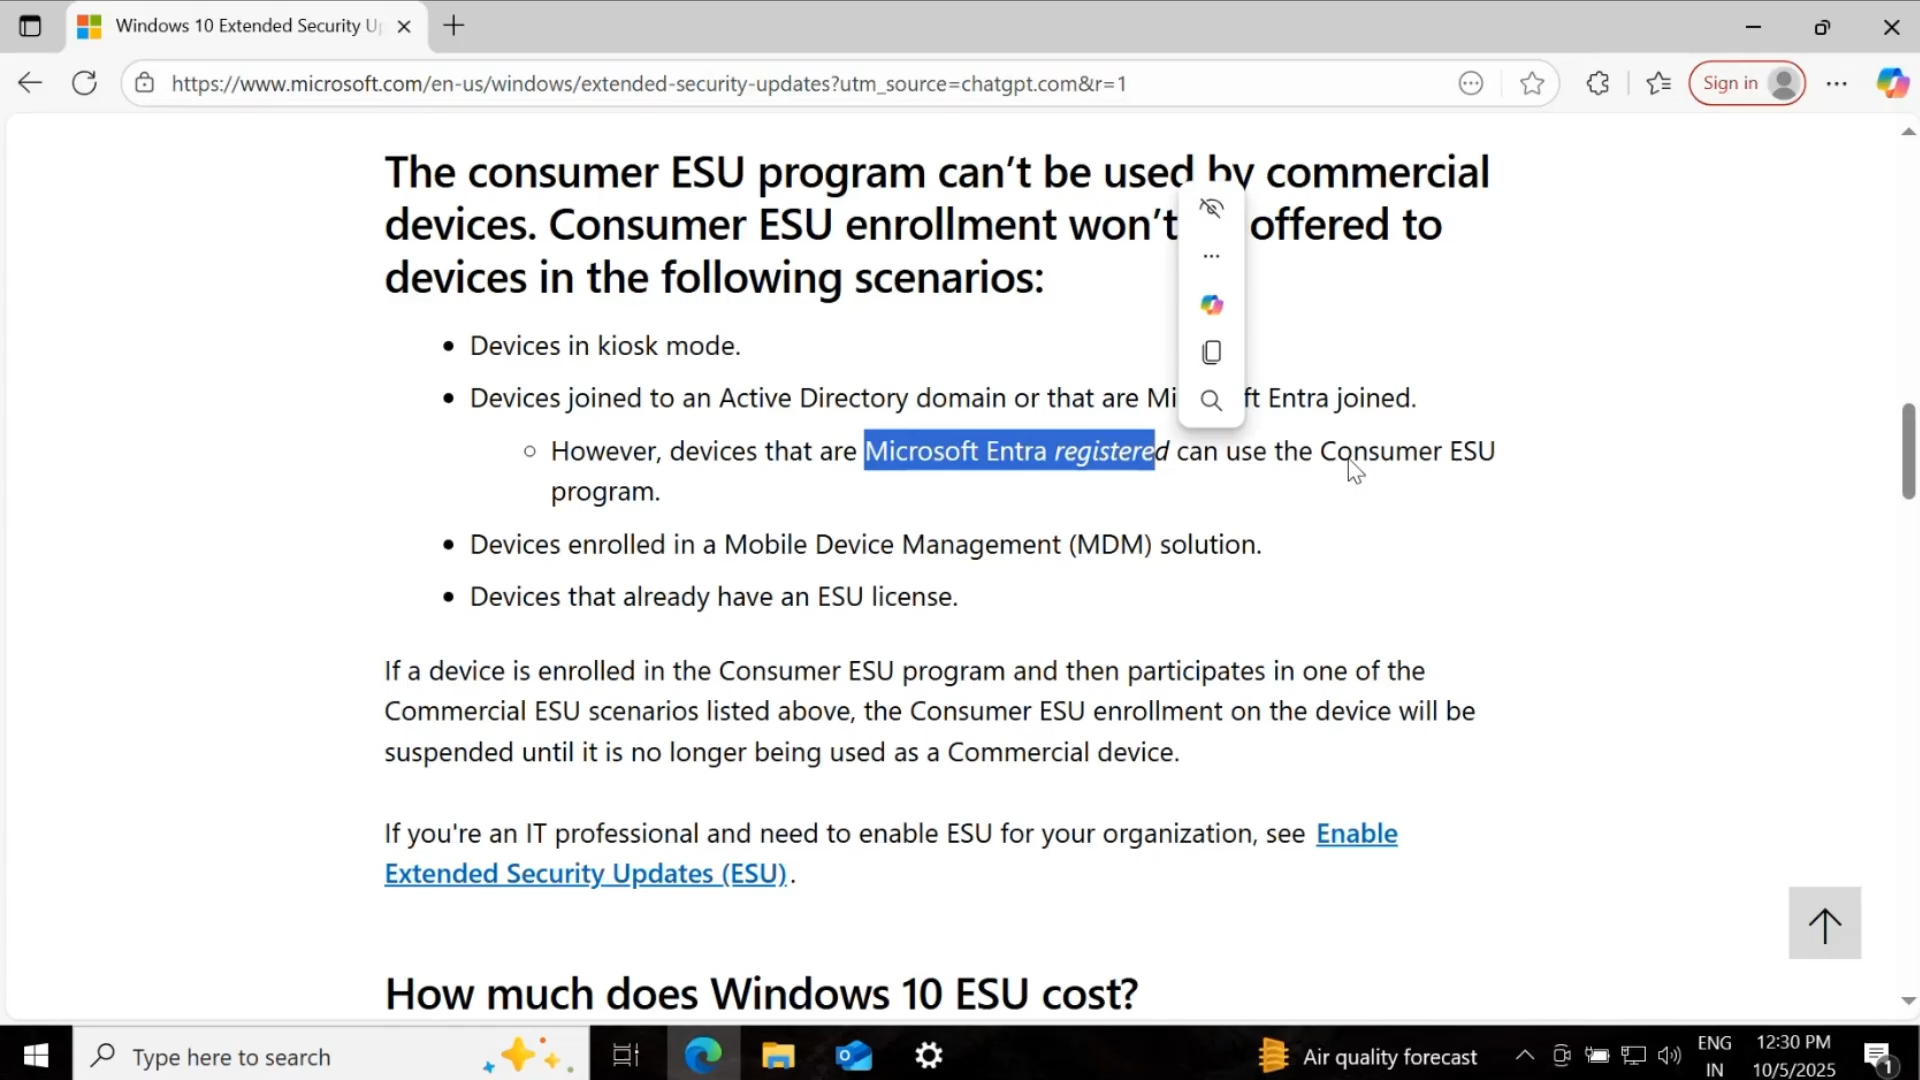 Windows 10 Extended Security Up
https://www.microsoft.com/en-us/windows/extended-security-updates?utm_source=chatgpt.com&r=1
Sign in
The consumer ESU program can’t be used by commercial
devices. Consumer ESU enrollment won’t offered to
devices in the following scenarios:
• Devices in kiosk mode.
• Devices joined to an Active Directory domain or that are Mi ft Entra joined.
○ However, devices that are Microsoft Entra registered can use the Consumer ESU
program.
• Devices enrolled in a Mobile Device Management (MDM) solution.
• Devices that already have an ESU license.
If a device is enrolled in the Consumer ESU program and then participates in one of the
Commercial ESU scenarios listed above, the Consumer ESU enrollment on the device will be
suspended until it is no longer being used as a Commercial device.
If you're an IT professional and need to enable ESU for your organization, see Enable
Extended Security Updates (ESU).
How much does Windows 10 ESU cost?
Type here to search
Air quality forecast
ENG
IN
12:30 PM
10/5/2025
1